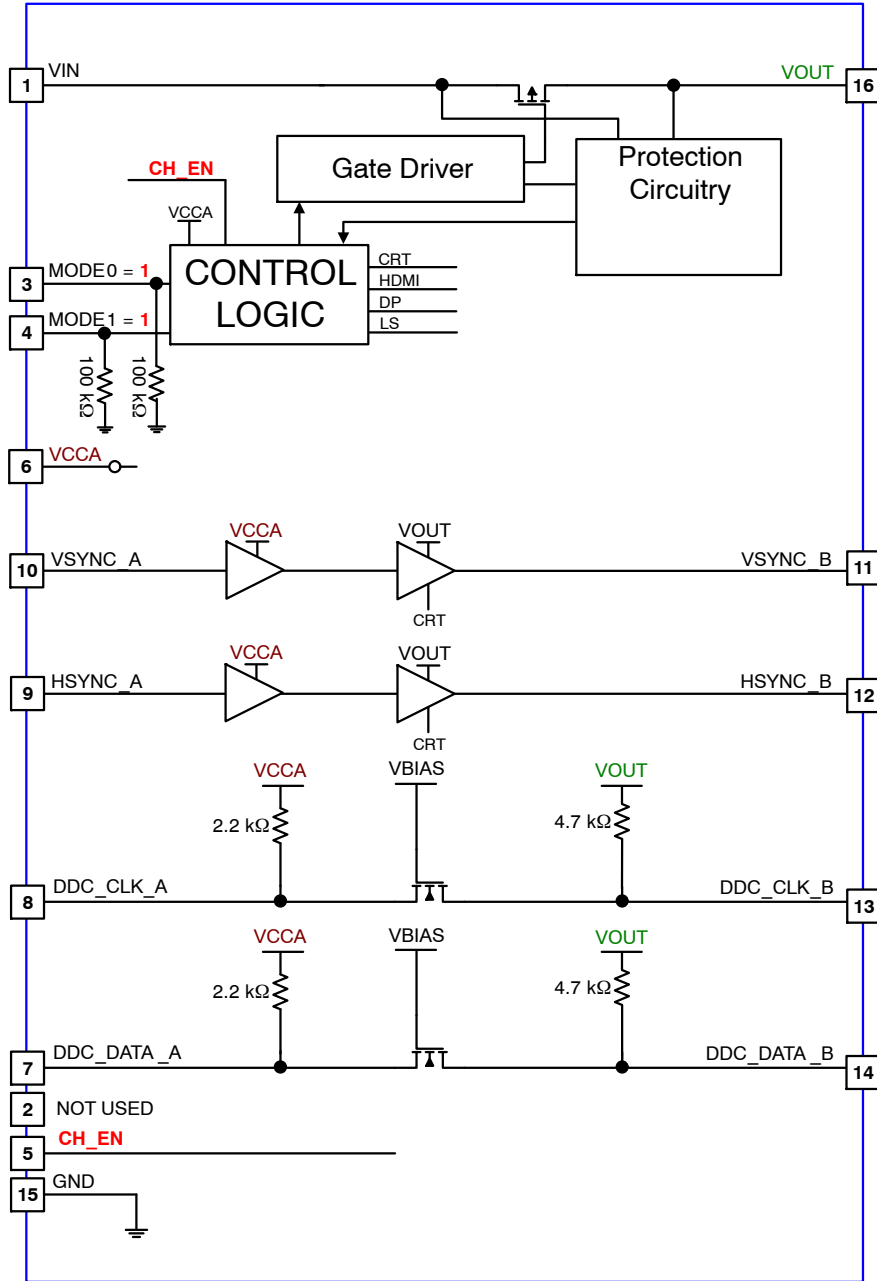 1 VIN VOUT 16
Gate Driver
Protection
Circuitry
CH_EN
VCCA
3 MODE0 = 1
4 MODE1 = 1
CONTROL
LOGIC
CRT
HDMI
DP
LS
100 kΩ
100 kΩ
6 VCCA
VCCA VOUT
10 VSYNC_A VSYNC_B 11
CRT
VCCA VOUT
9 HSYNC_A HSYNC_B 12
CRT
VCCA VBIAS VOUT
2.2 kΩ 4.7 kΩ
8 DDC_CLK_A DDC_CLK_B 13
VCCA VBIAS VOUT
2.2 kΩ 4.7 kΩ
7 DDC_DATA_A DDC_DATA_B 14
2 NOT USED
5 CH_EN
15 GND